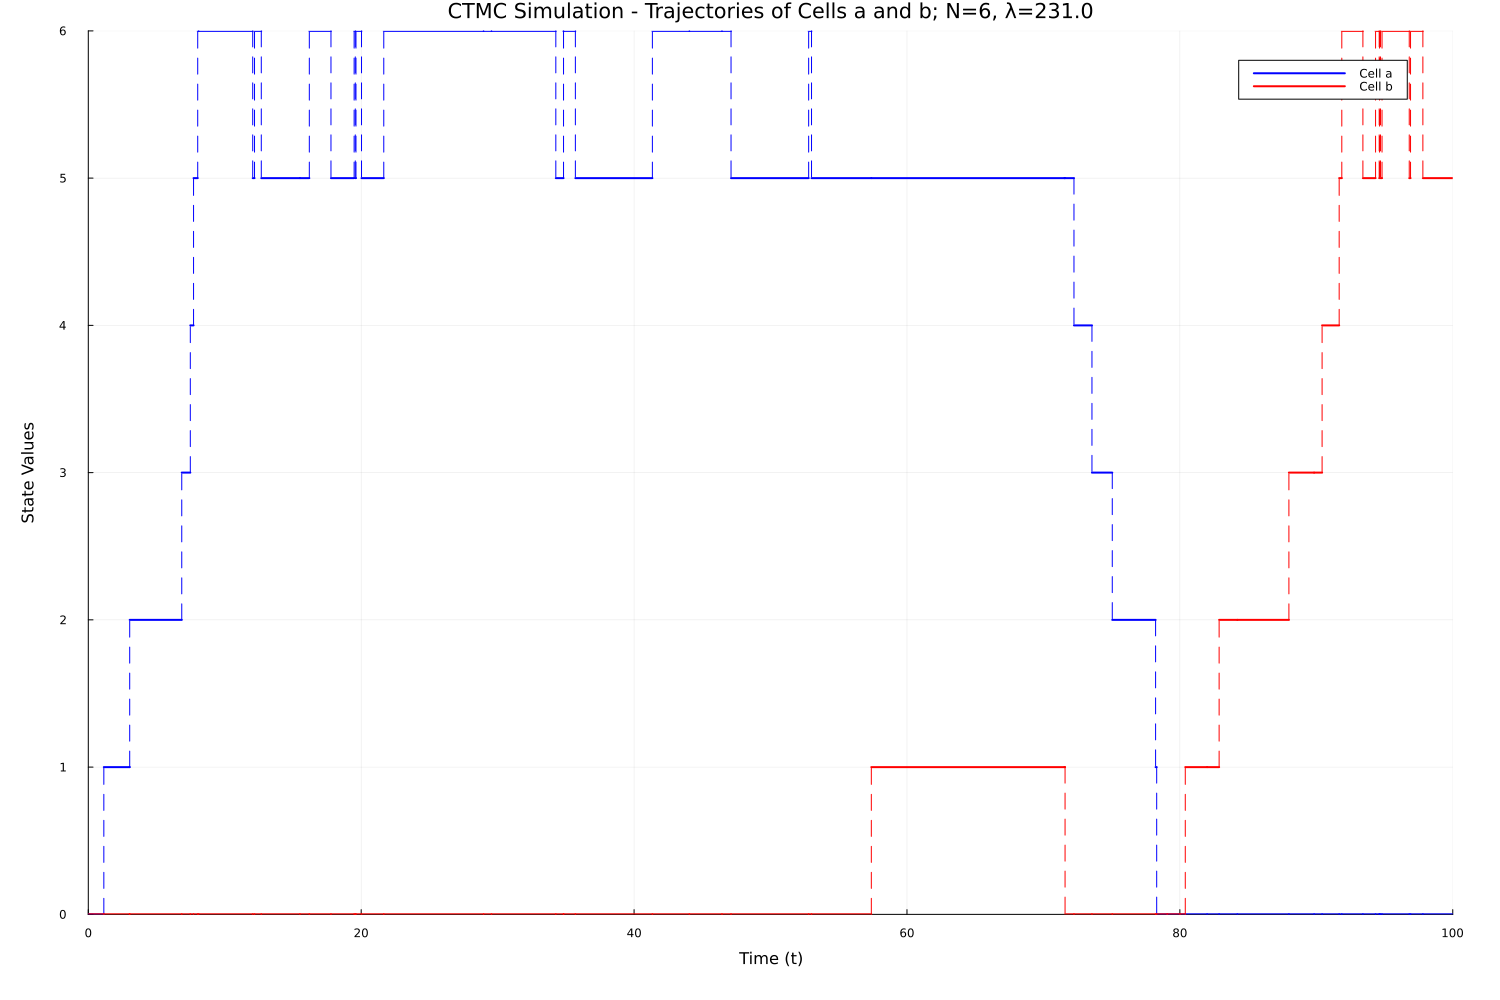 CTMC Simulation - Trajectories of Cells a and b; N=6, λ=231.0
6
Cell a
Cell b
5
4
State Values
3
2
1
0
0 20 40 60 80 100
Time (t)